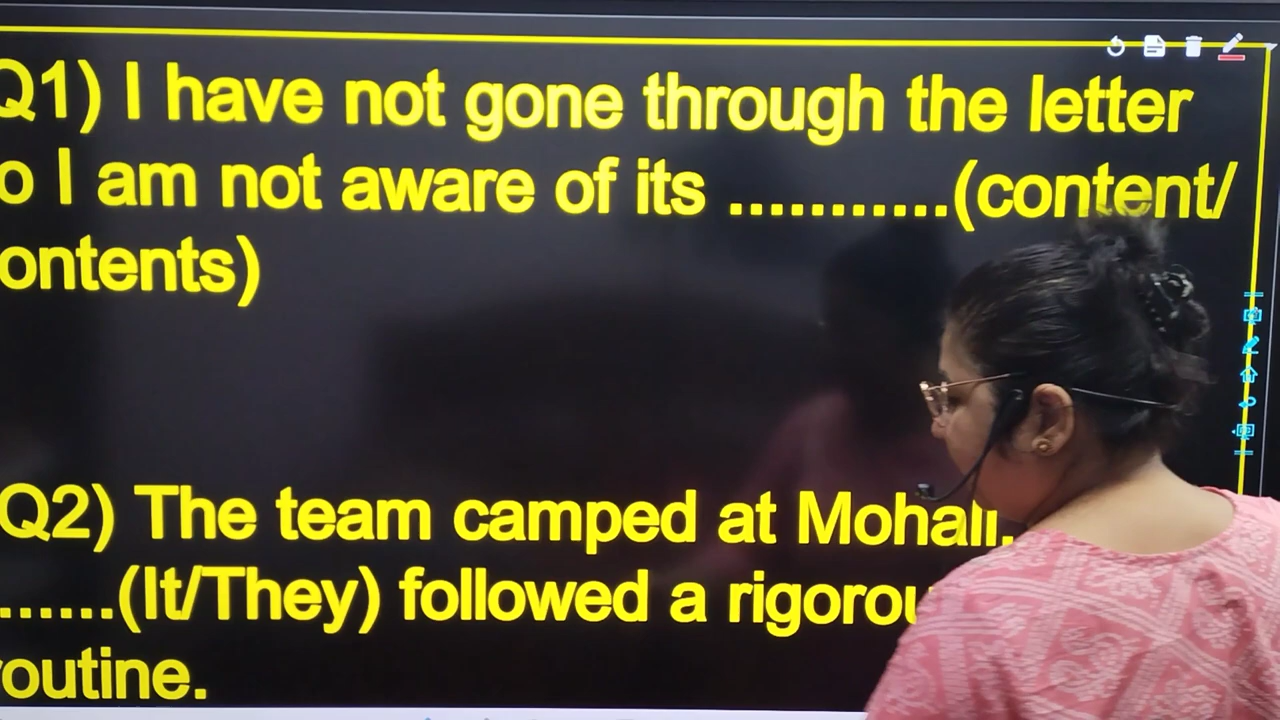 Q1) I have not gone through the letter
o I am not aware of its ...........(content/
ontents)
Q2) The team camped at Mohali.
......(It/They) followed a rigorou
routine.